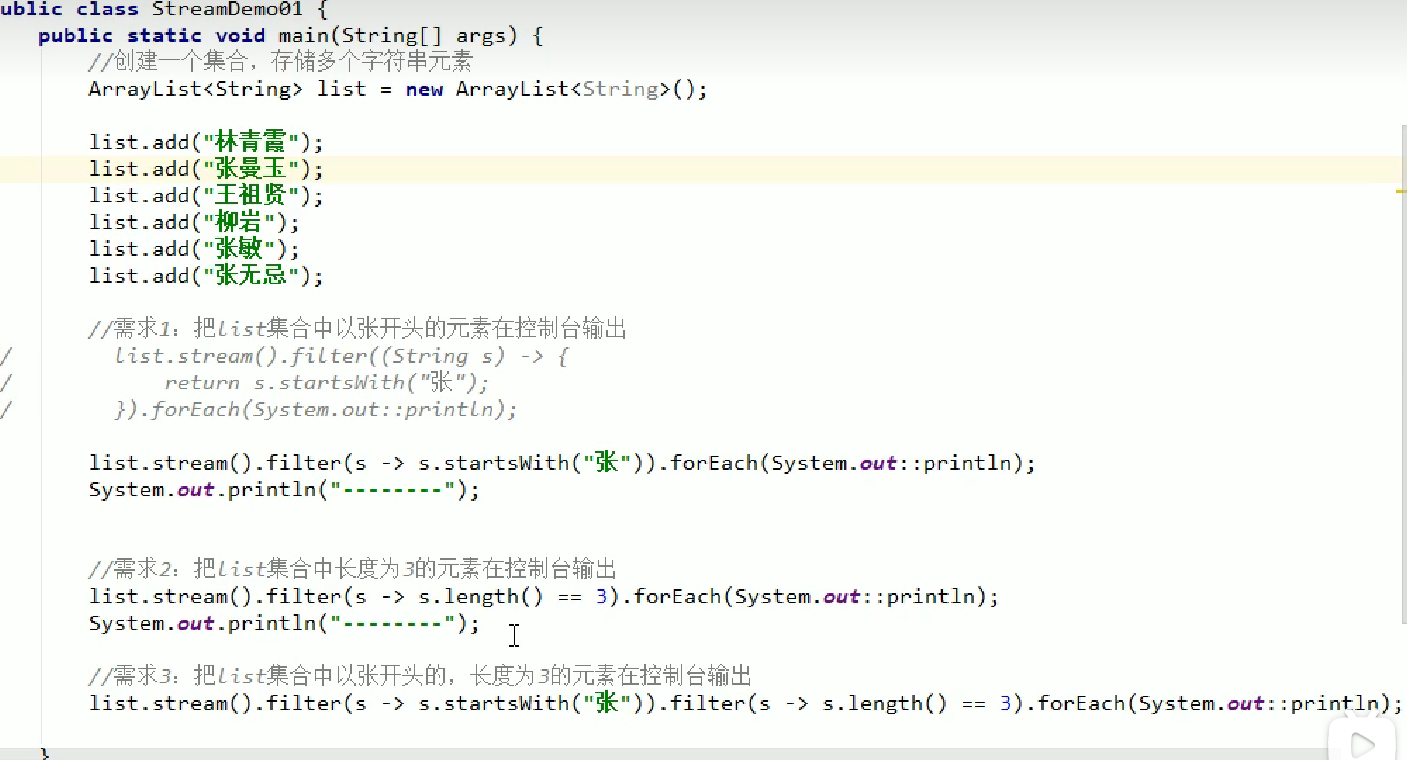 ublic class StreamDemo01 {
public static void main(String[] args) {
//创建一个集合，存储多个字符串元素
ArrayList<String> list = new ArrayList<String>();
list.add("林青霞");
list.add("张曼玉");
list.add("王祖贤");
list.add("柳岩");
list.add("张敏");
list.add("张无忌");
//需求1：把list集合中以张开头的元素在控制台输出
/ list.stream().filter((String s) -> {
/ return s.startsWith("张");
/ }).forEach(System.out::println);
list.stream().filter(s -> s.startsWith("张")).forEach(System.out::println);
System.out.println("--------");
//需求2：把list集合中长度为3的元素在控制台输出
list.stream().filter(s -> s.length() == 3).forEach(System.out::println);
System.out.println("--------");
//需求3：把list集合中以张开头的，长度为3的元素在控制台输出
list.stream().filter(s -> s.startsWith("张")).filter(s -> s.length() == 3).forEach(System.out::println);
}